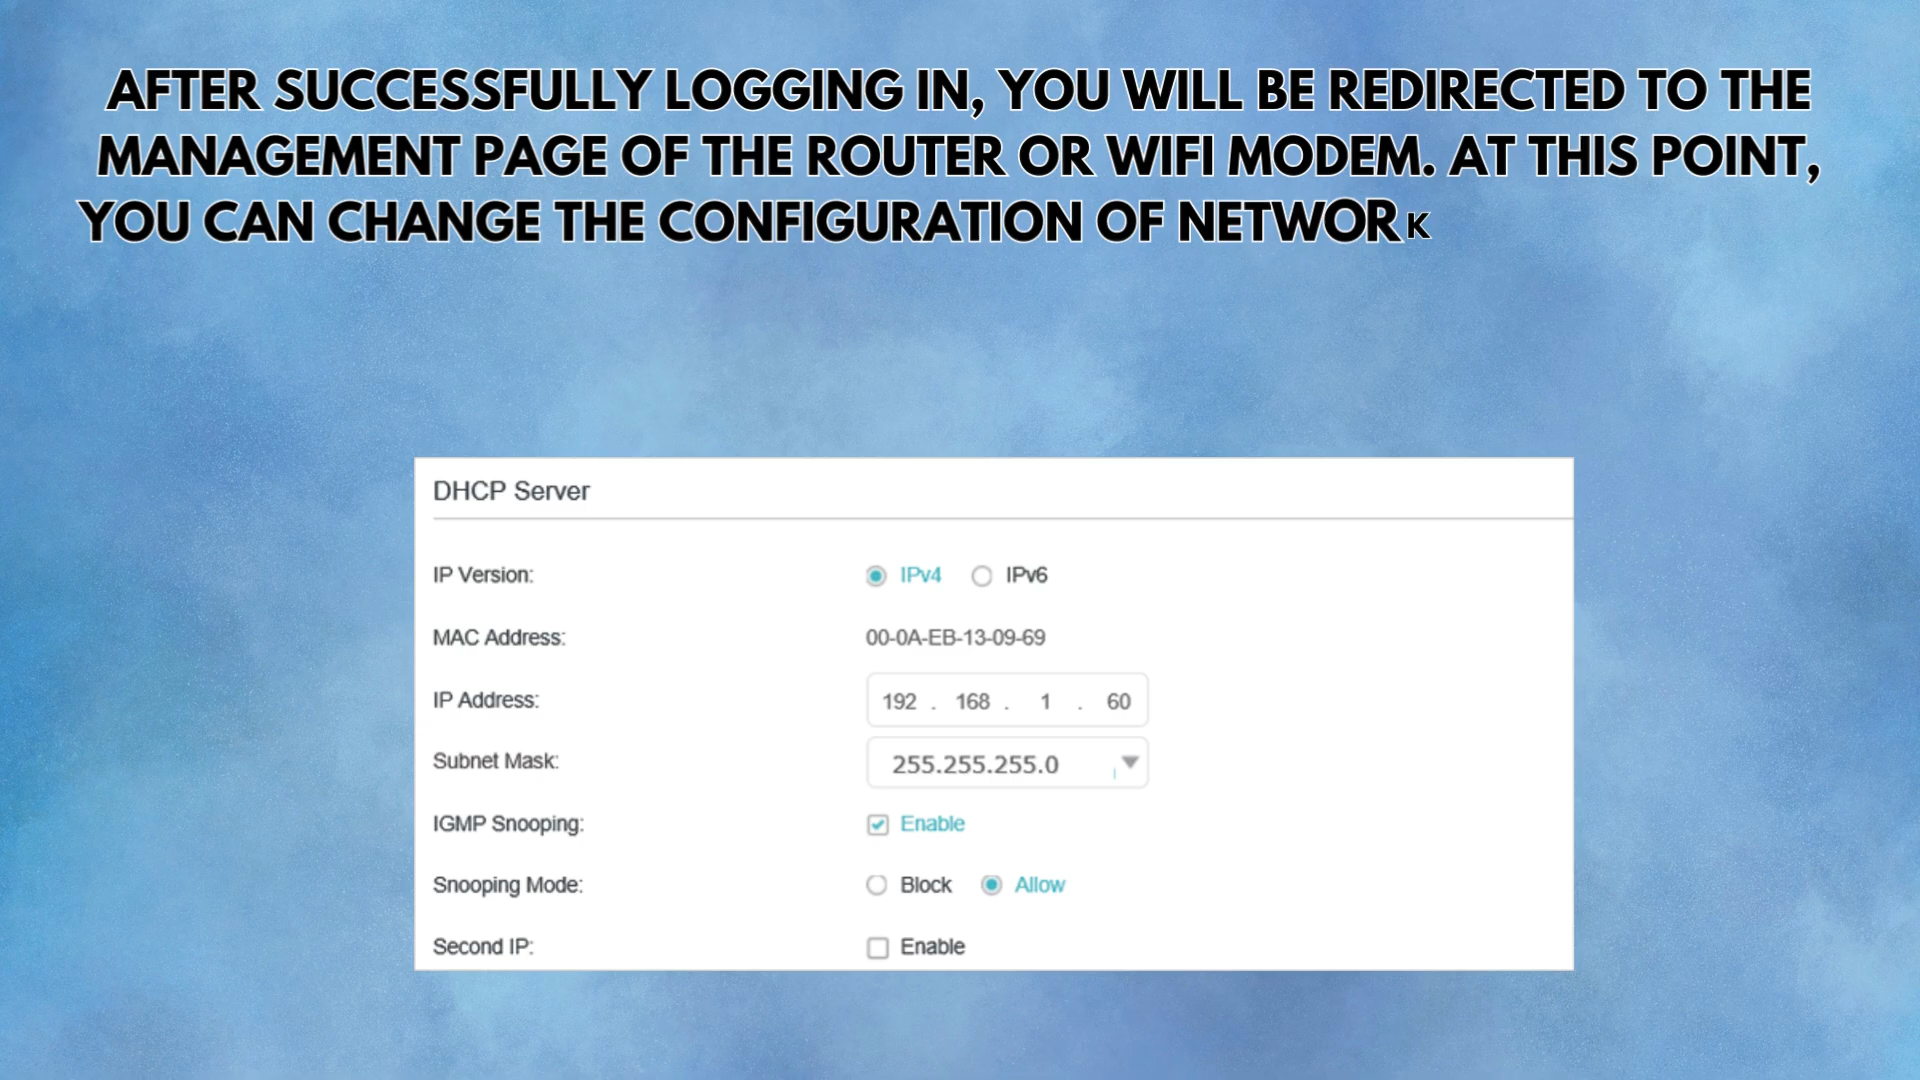 AFTER SUCCESSFULLY LOGGING IN, YOU WILL BE REDIRECTED TO THE
MANAGEMENT PAGE OF THE ROUTER OR WIFI MODEM. AT THIS POINT,
YOU CAN CHANGE THE CONFIGURATION OF NETWORK
DHCP Server
IP Version: IPv4 IPv6
MAC Address: 00-0A-EB-13-09-69
IP Address: 192 . 168 . 1 . 60
Subnet Mask: 255.255.255.0
IGMP Snooping: Enable
Snooping Mode: Block Allow
Second IP: Enable